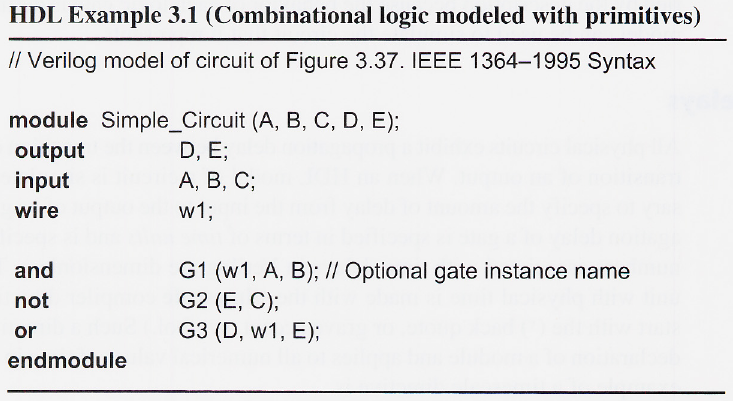 HDL Example 3.1 (Combinational logic modeled with primitives)
// Verilog model of circuit of Figure 3.37. IEEE 1364–1995 Syntax
module Simple_Circuit (A, B, C, D, E);
output D, E;
input A, B, C;
wire w1;
and G1 (w1, A, B); // Optional gate instance name
not G2 (E, C);
or G3 (D, w1, E);
endmodule